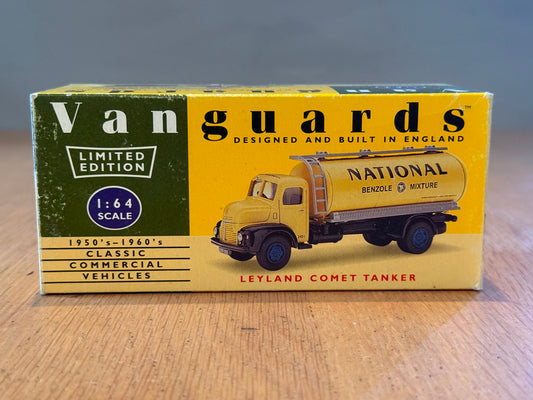 Vanguards™
DESIGNED AND BUILT IN ENGLAND
LIMITED
EDITION
1:64
SCALE
1950's-1960's
CLASSIC
COMMERCIAL
VEHICLES
NATIONAL
BENZOLE MIXTURE
LEYLAND COMET TANKER